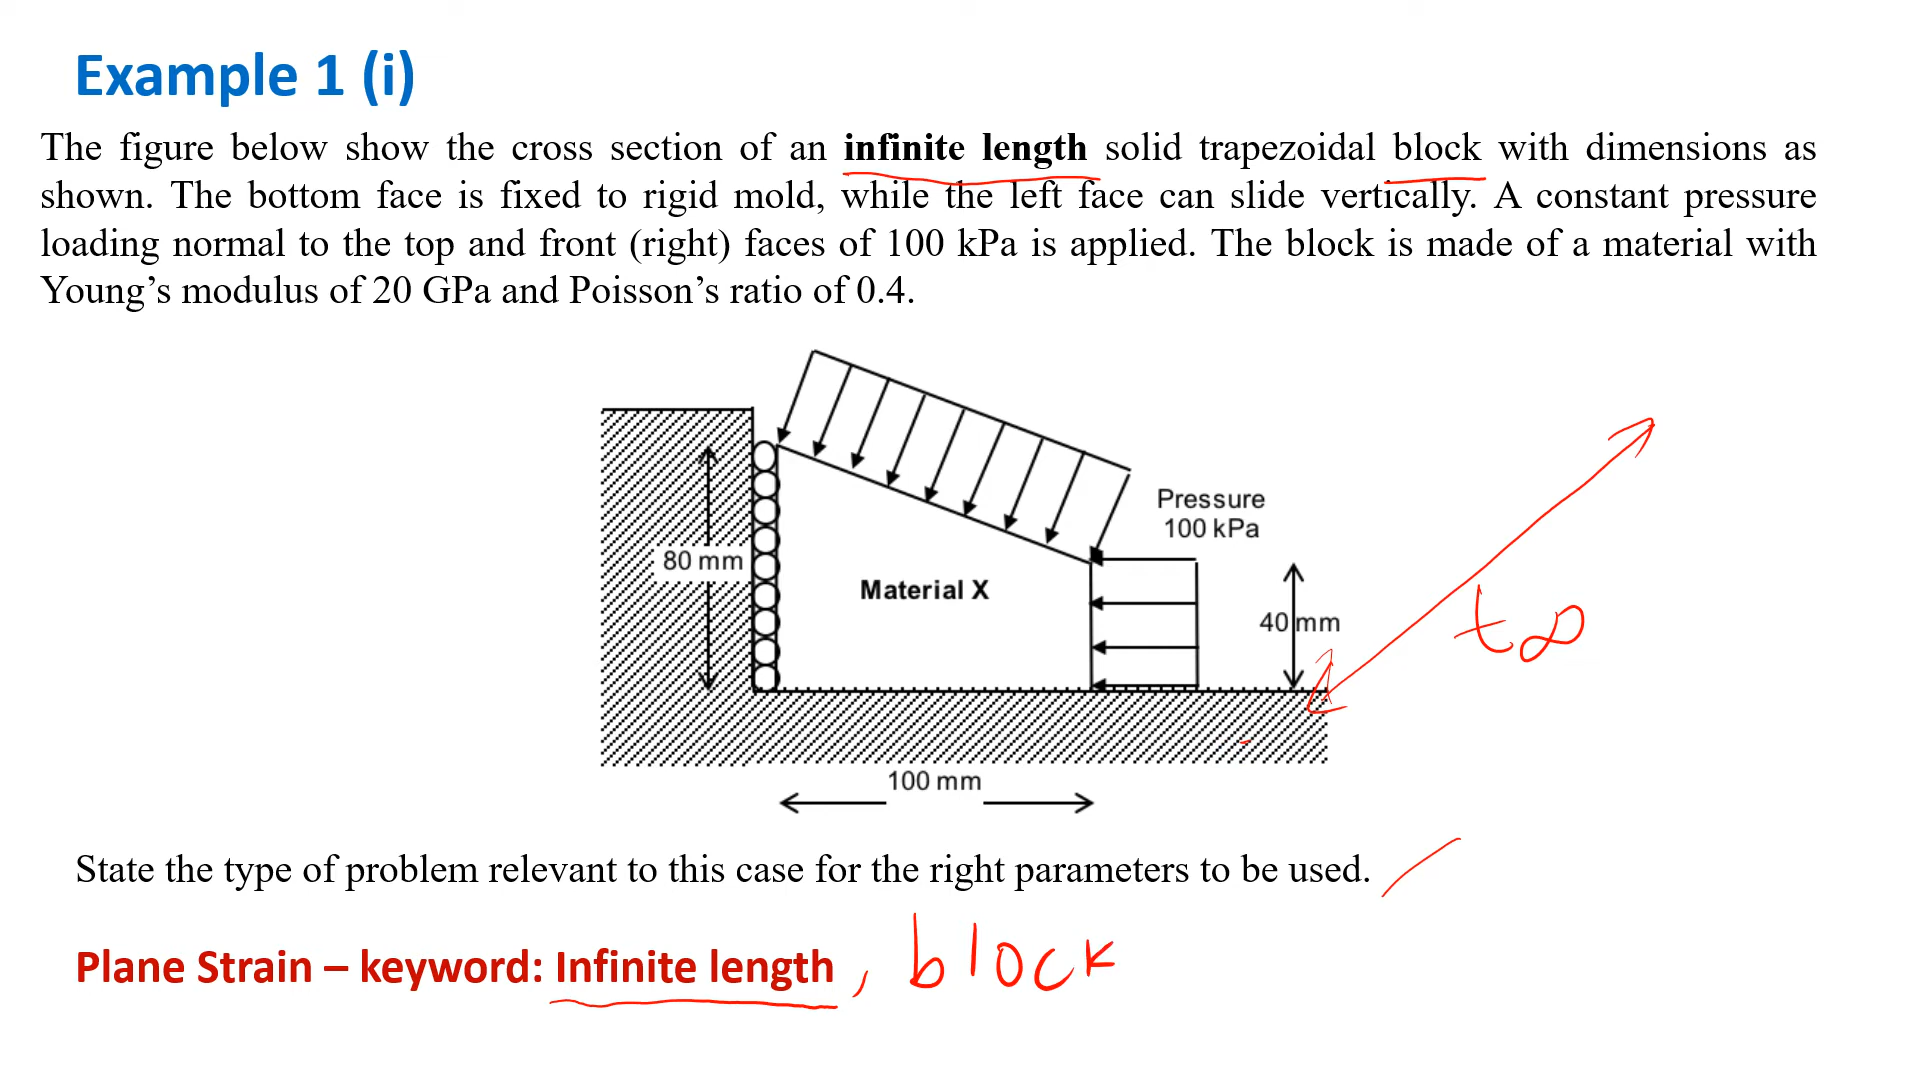 Example 1 (i)
The figure below show the cross section of an infinite length solid trapezoidal block with dimensions as
shown. The bottom face is fixed to rigid mold, while the left face can slide vertically. A constant pressure
loading normal to the top and front (right) faces of 100 kPa is applied. The block is made of a material with
Young’s modulus of 20 GPa and Poisson’s ratio of 0.4.
Pressure
100 kPa
80 mm
Material X
40 mm
t ∞
100 mm
State the type of problem relevant to this case for the right parameters to be used.
Plane Strain – keyword: Infinite length , block